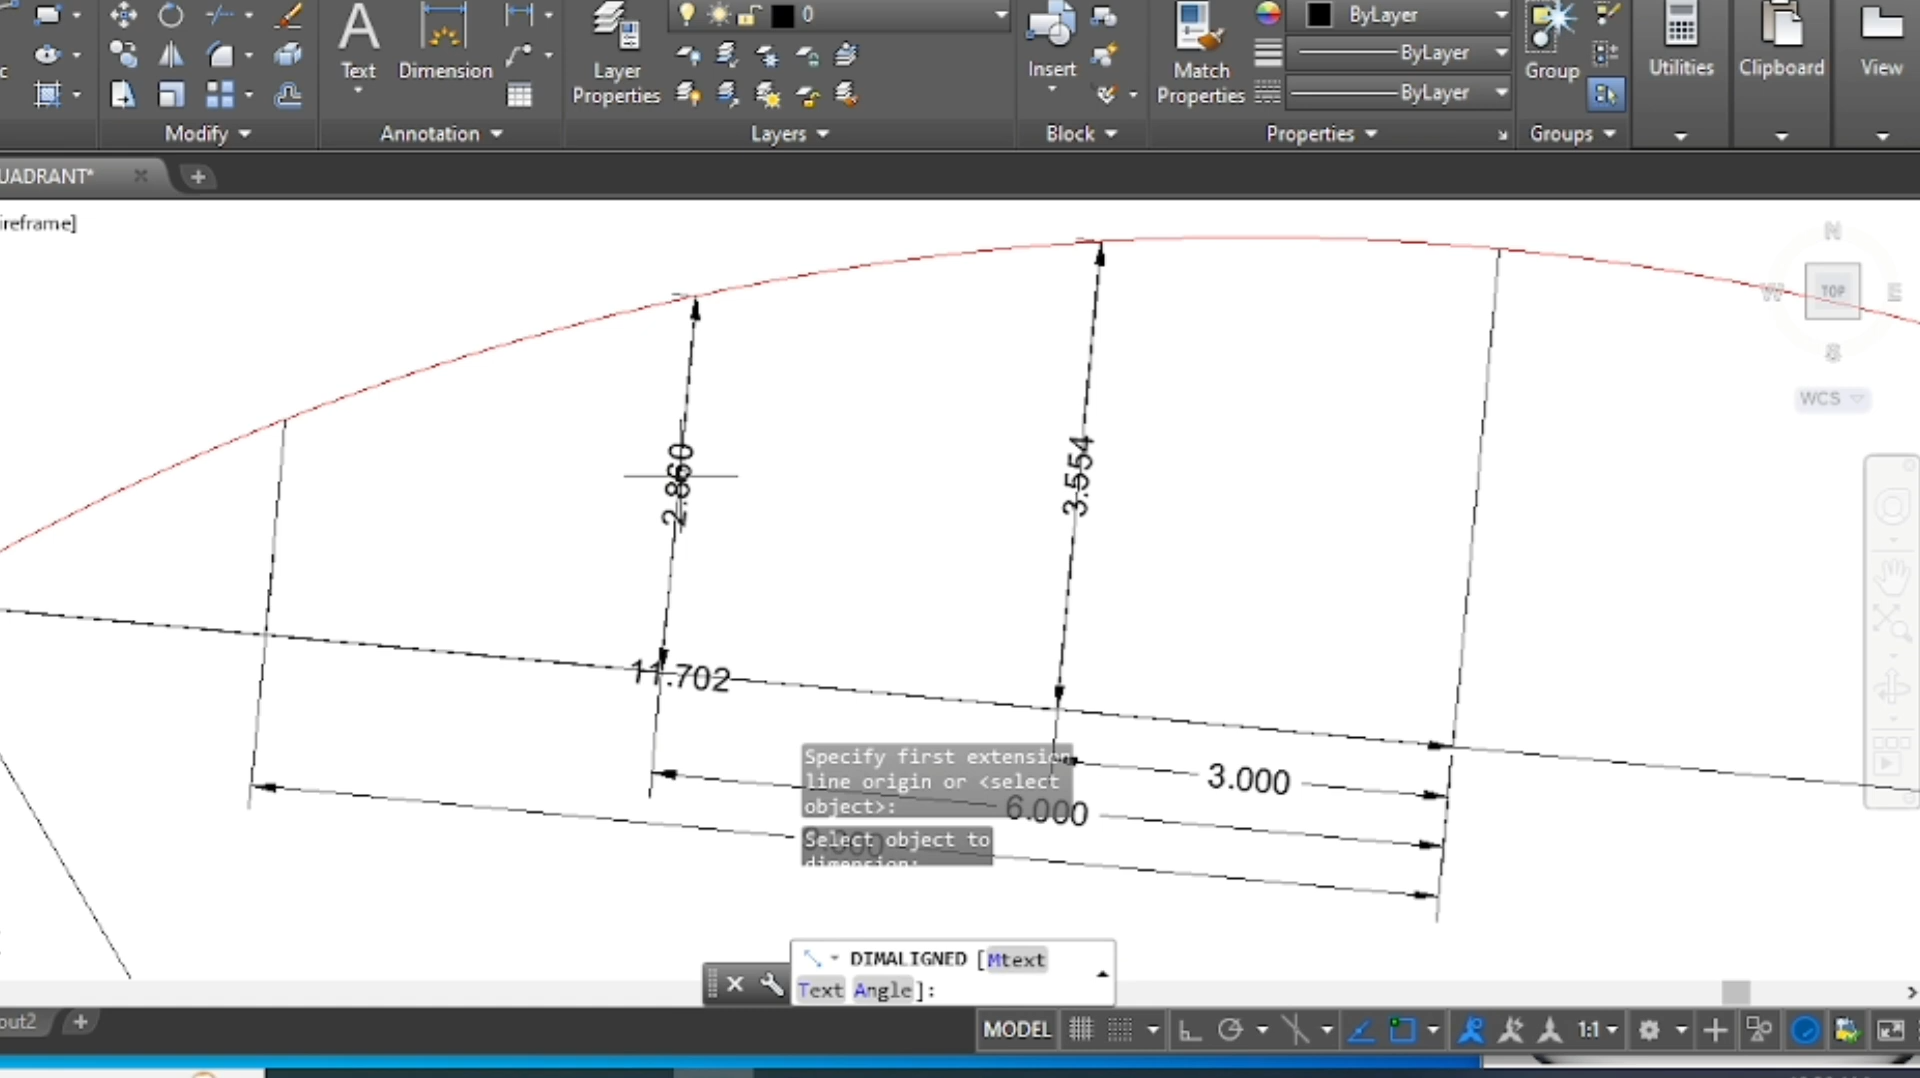 0
ByLayer
Text
Dimension
Layer
Properties
Insert
Match
Properties
ByLayer
ByLayer
Group
Utilities
Clipboard
View
Modify
Annotation
Layers
Block
Properties
Groups
UADRANT*
ireframe]
N
W
TOP
E
S
WCS
2.860
3.554
11.702
3.000
6.000
Specify first extension
line origin or <select
object>:
Select object to
dimension:
DIMALIGNED [Mtext
Text Angle]:
out2
MODEL
1:1